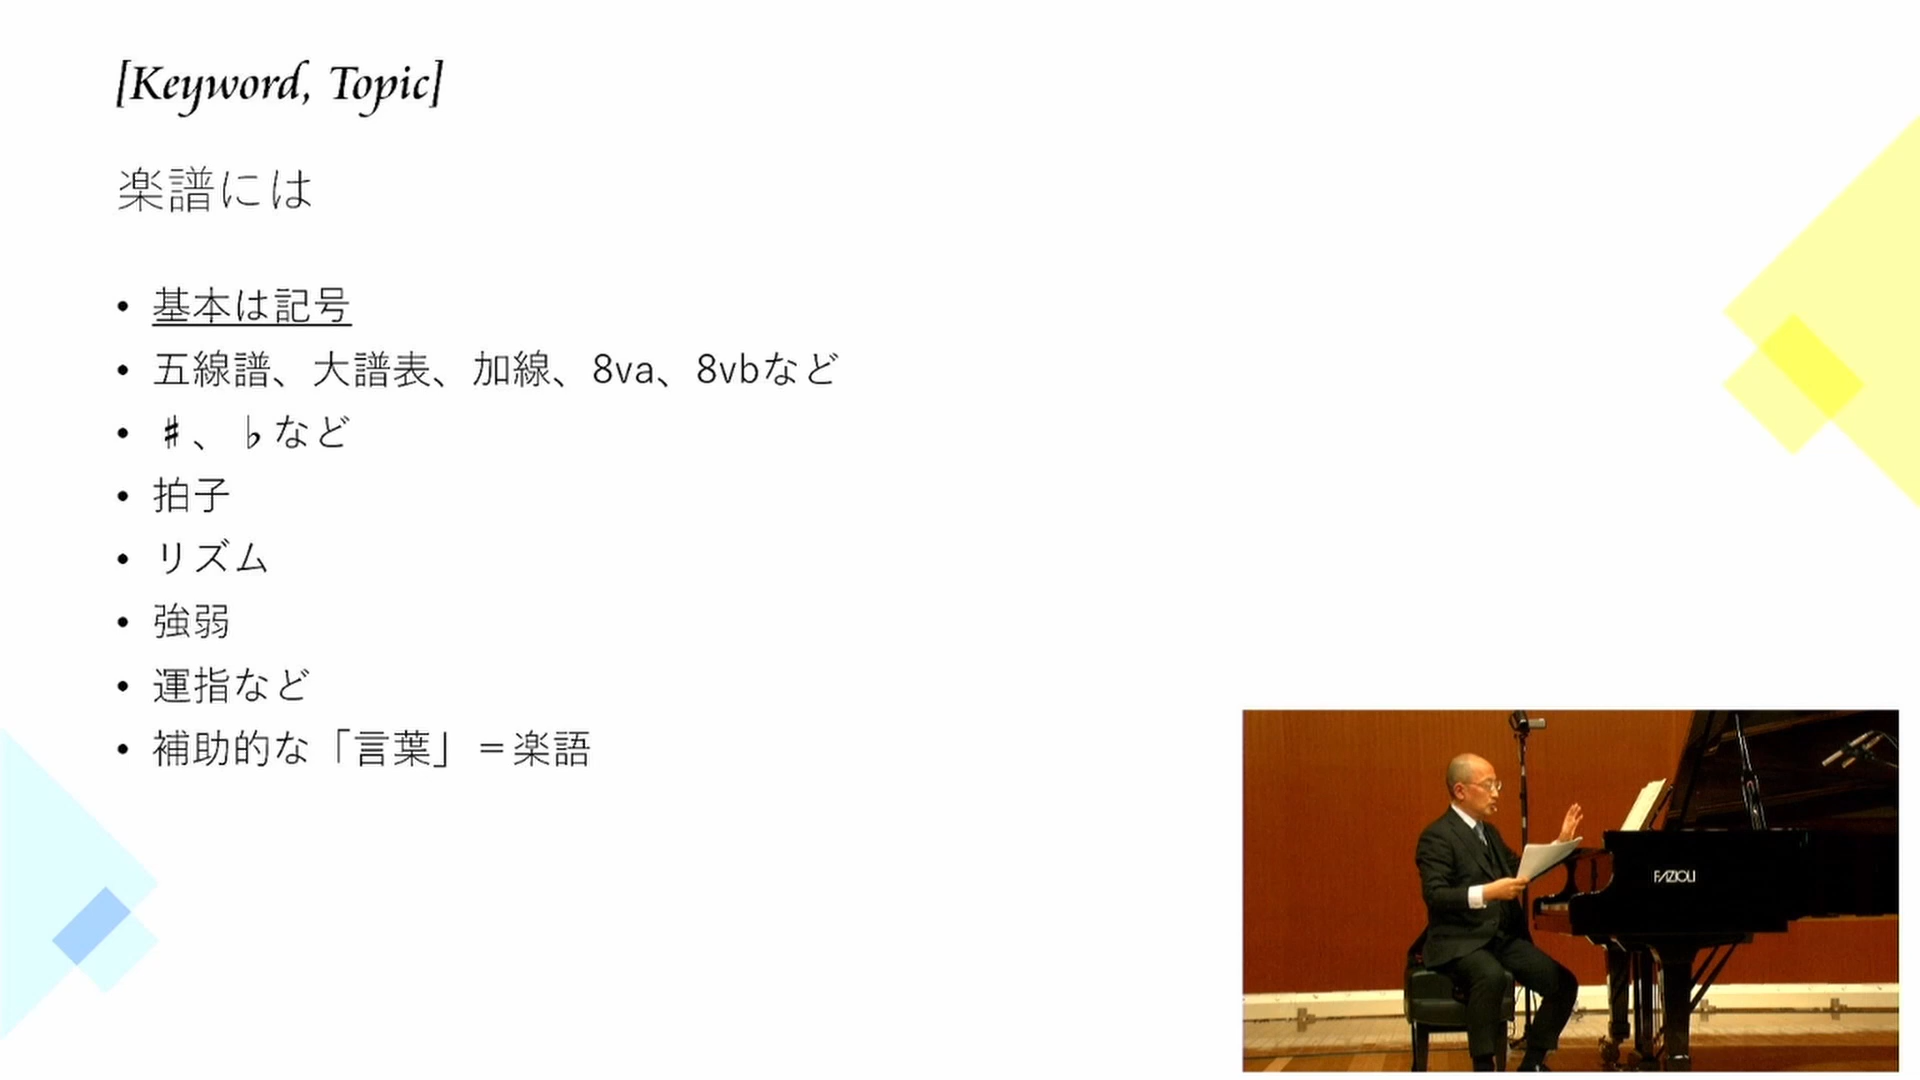 [Keyword, Topic]
楽譜には
• 基本は記号
• 五線譜、大譜表、加線、8va、8vbなど
• ♯、♭など
• 拍子
• リズム
• 強弱
• 運指など
• 補助的な「言葉」＝楽語
FAZIOLI